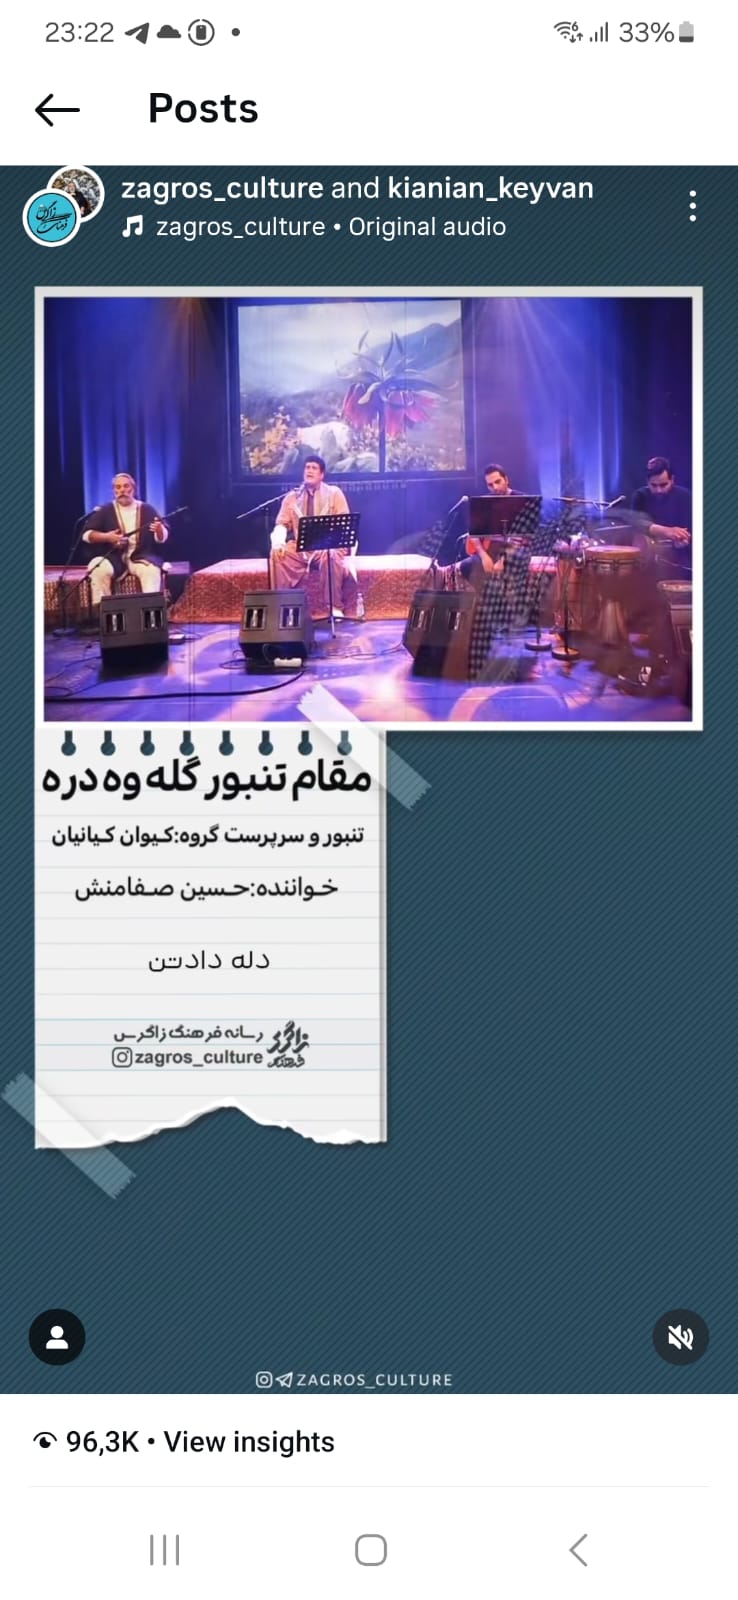 23:22
33%
Posts
zagros_culture and kianian_keyvan
zagros_culture • Original audio
مقام تنبور گله وه دره
تنبور و سرپرست گروه:کیوان کیانیان
خواننده:حسین صفامنش
دله دادتن
رسانه فرهنگ زاگرس
zagros_culture
ZAGROS_CULTURE
96,3K • View insights